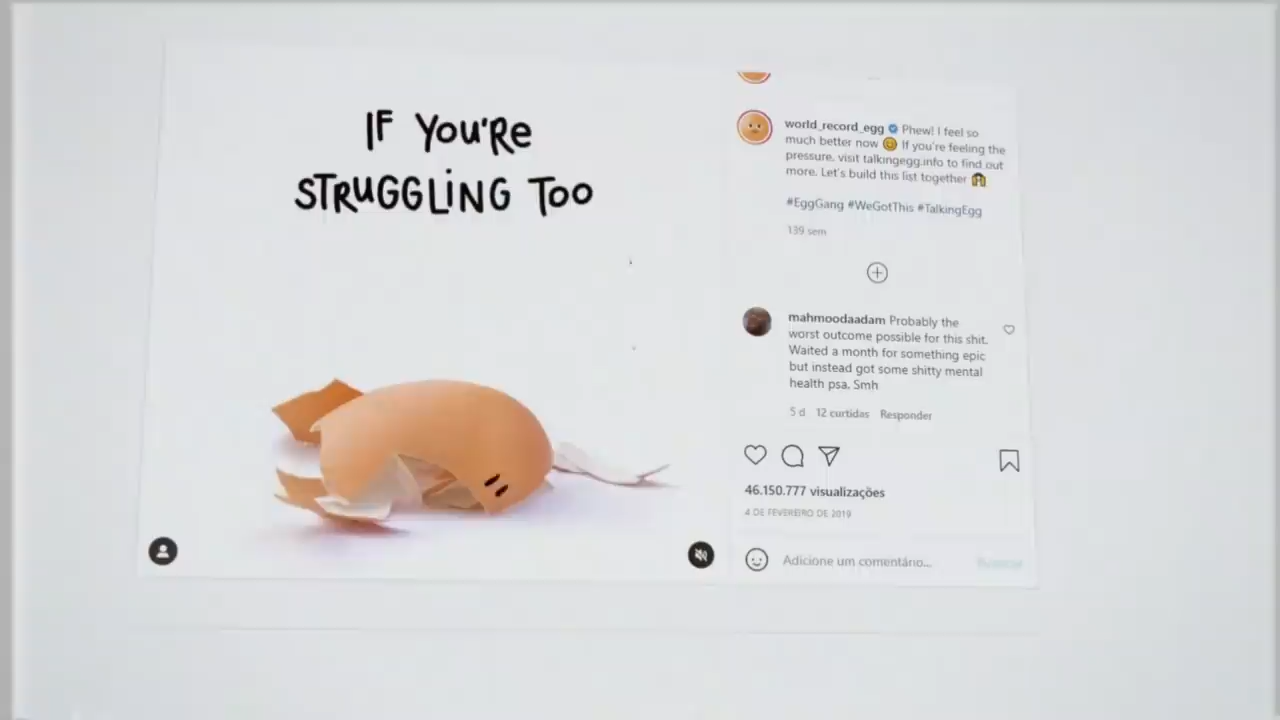 IF YOU'RE
STRUGGLING TOO
world_record_egg Phew! I feel so
much better now If you're feeling the
pressure, visit talkingegg.info to find out
more. Let's build this list together
#EggGang #WeGotThis #TalkingEgg
139 sem
mahmoodaadam Probably the
worst outcome possible for this shit.
Waited a month for something epic
but instead got some shitty mental
health psa. Smh
5 d 12 curtidas Responder
46.150.777 visualizações
4 DE FEVEREIRO DE 2019
Adicione um comentário...